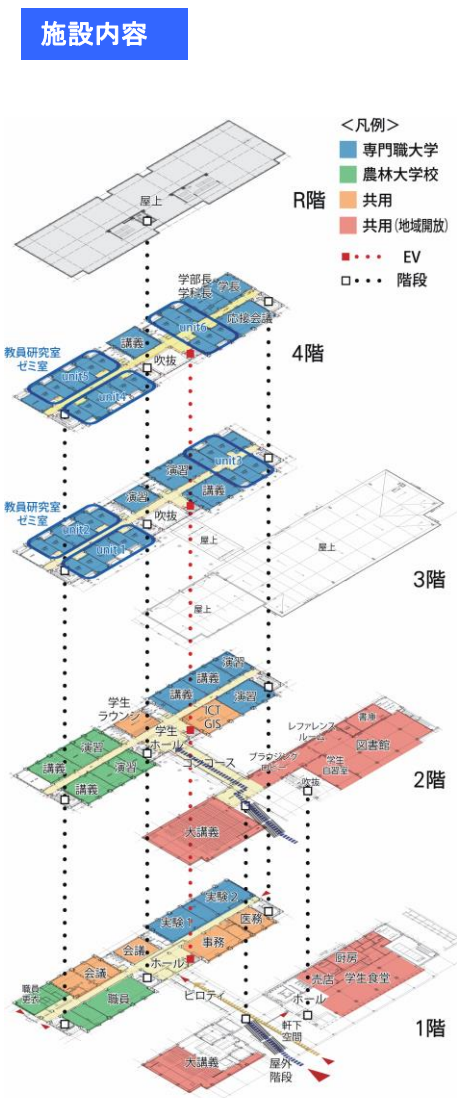 施設内容
＜凡例＞
専門職大学
農林大学校
共用
共用(地域開放)
EV
階段
R階
屋上
4階
学部長
学科長
学長
応接会議
unit6
講義
吹抜
教員研究室
ゼミ室
unit5
unit4
3階
unit3
演習
講義
演習
吹抜
教員研究室
ゼミ室
unit2
unit1
屋上
屋上
屋上
2階
演習
講義
演習
講義
ICT
GIS
学生
ラウンジ
学生
ホール
演習
講義
演習
講義
書庫
レファレンス
ルーム
図書館
ブラウジング
学生
自習室
吹抜
大講義
1階
実験2
実験1
医務
事務
会議
ホール
会議
職員
職員
更衣
ピロティ
厨房
売店
学生食堂
ホール
軒下
空間
大講義
屋外
階段